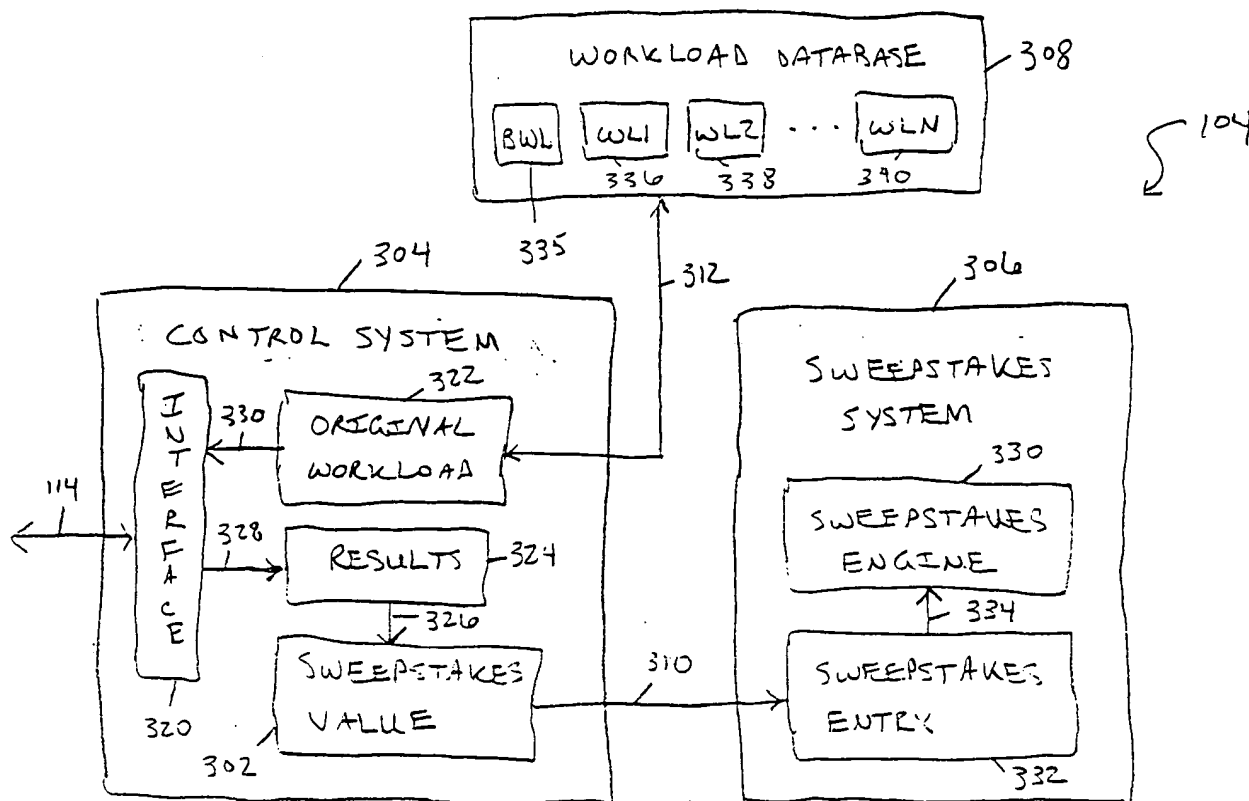 WORKLOAD DATABASE
308
BWL
WL1
WL2
...
WLN
336
338
340
104
335
304
312
306
CONTROL SYSTEM
SWEEPSTAKES
SYSTEM
INTERFACE
322
330
ORIGINAL
WORKLOAD
330
114
SWEEPSTAKES
ENGINE
328
RESULTS
324
334
326
SWEEPSTAKES
VALUE
310
SWEEPSTAKES
ENTRY
320
302
332